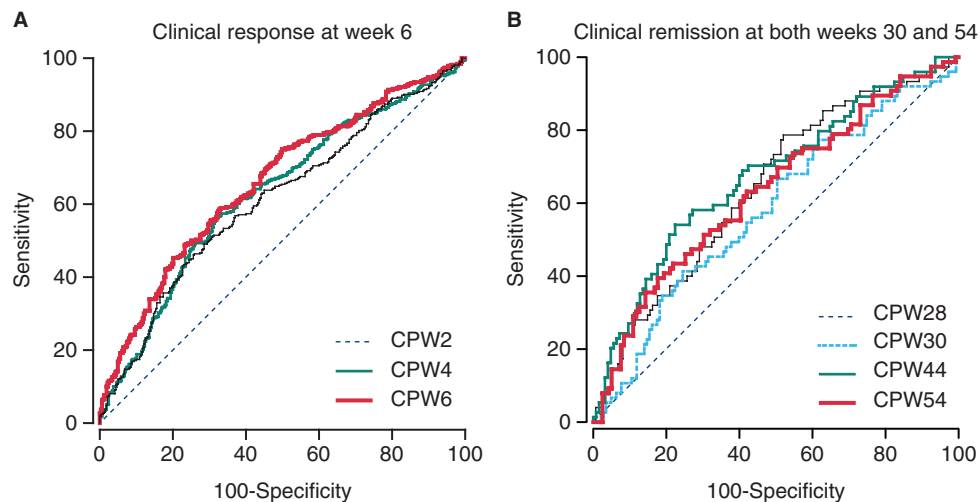 A
Clinical response at week 6
100
80
60
40
20
0
Sensitivity
CPW2
CPW4
CPW6
0 20 40 60 80 100
100-Specificity
B
Clinical remission at both weeks 30 and 54
100
80
60
40
20
0
Sensitivity
CPW28
CPW30
CPW44
CPW54
0 20 40 60 80 100
100-Specificity